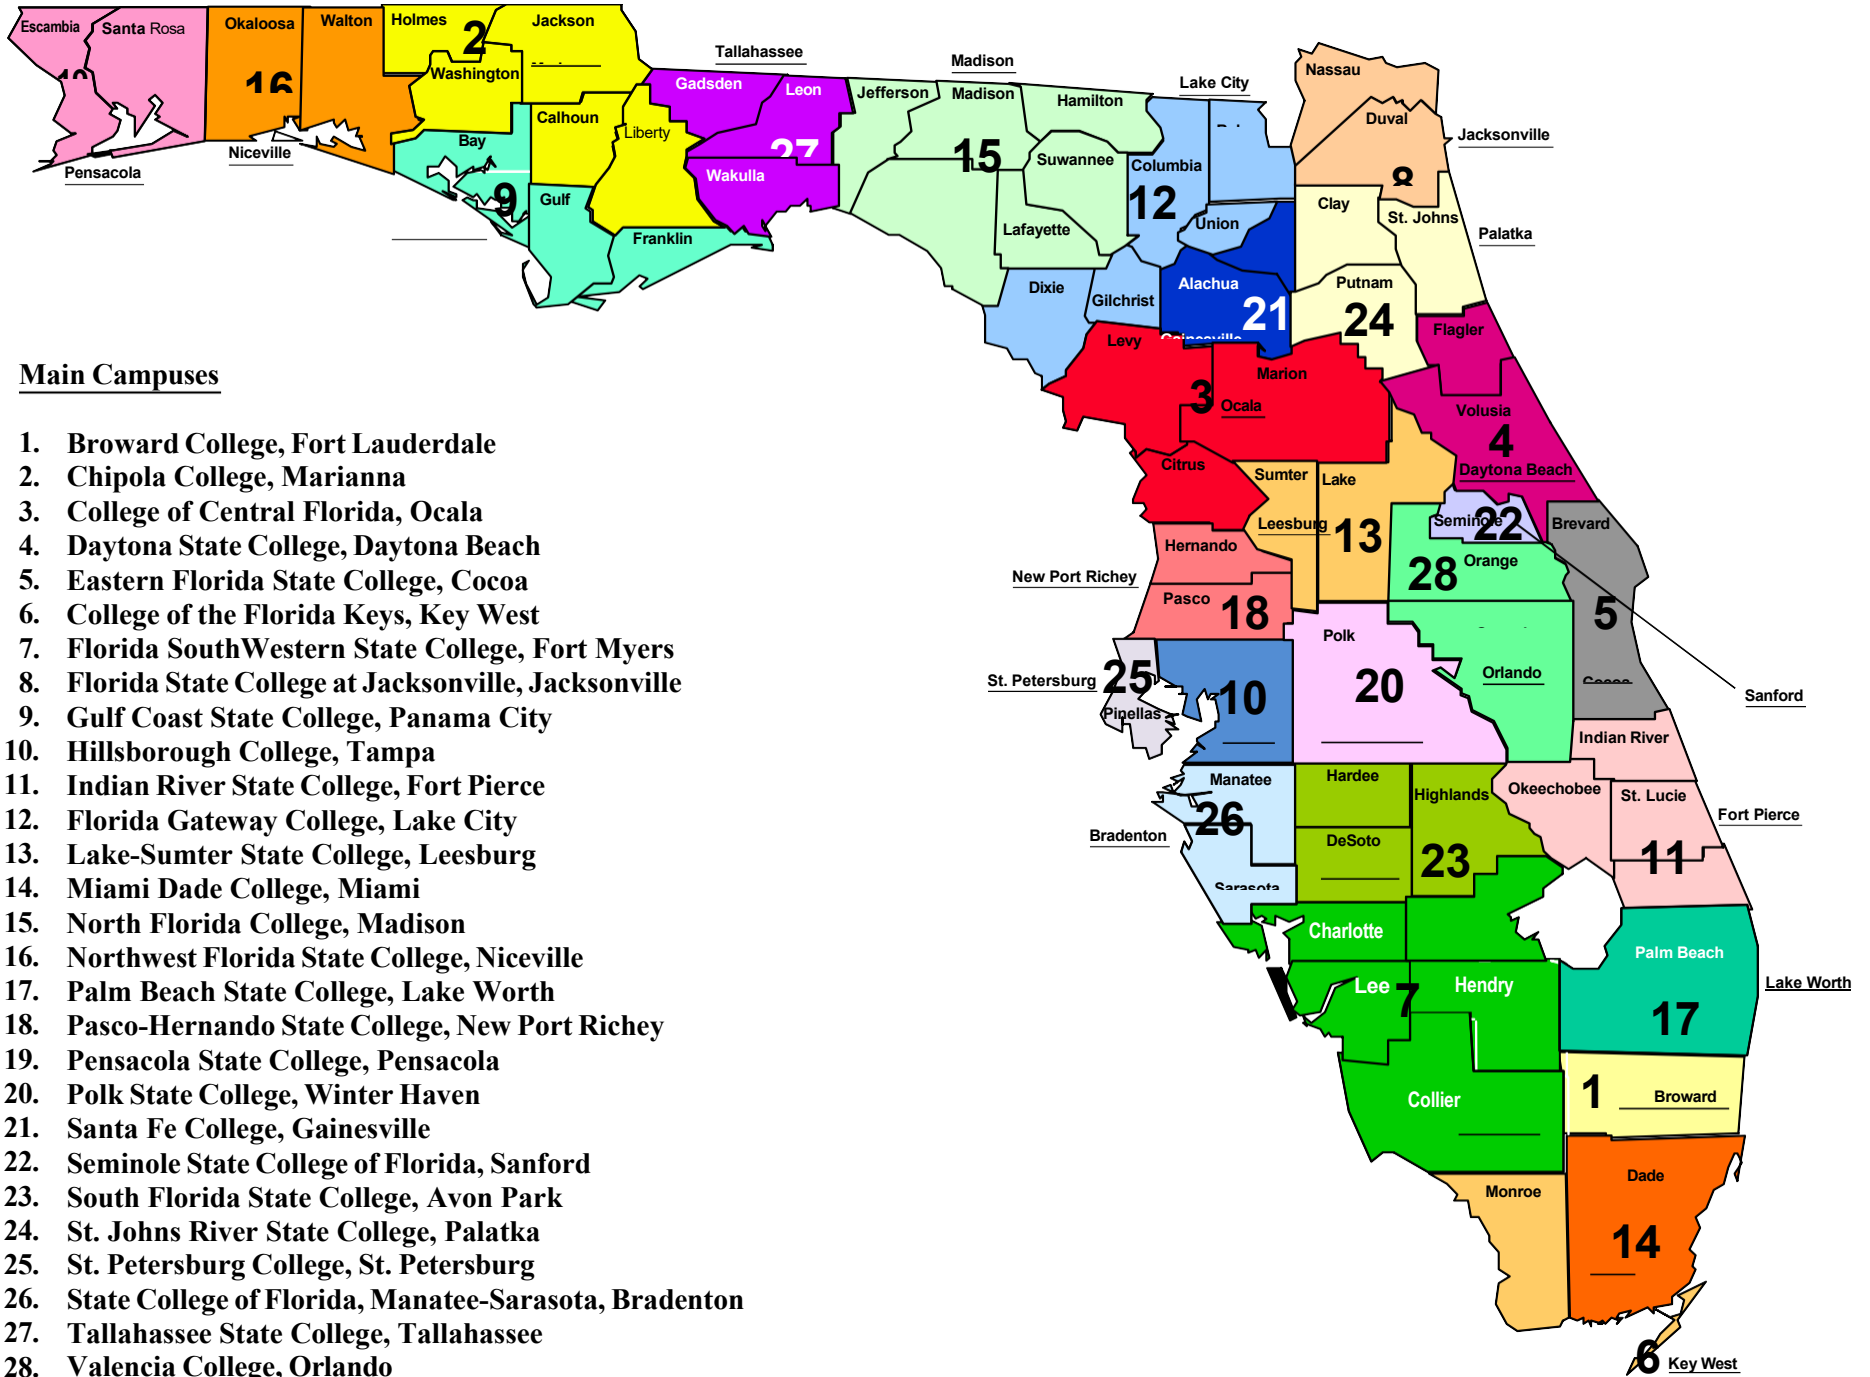 Escambia
Santa Rosa
Okaloosa
Walton
Holmes
2
Jackson
Washington
16
Tallahassee
Madison
Lake City
Gadsden
Leon
Jefferson
Madison
Hamilton
Nassau
Duval
Jacksonville
Calhoun
Liberty
Bay
Niceville
Pensacola
27
15
Suwannee
Columbia
Wakulla
8
9
Gulf
12
Clay
St. Johns
Union
Lafayette
Palatka
Franklin
Dixie
Gilchrist
Alachua
21
Putnam
24
Gainesville
Flagler
Levy
Marion
3
Ocala
Volusia
4
Daytona Beach
Citrus
Sumter
Lake
Leesburg
13
Seminole
22
Brevard
Hernando
Orange
28
New Port Richey
Pasco
18
5
Polk
St. Petersburg
25
Pinellas
10
20
Orlando
Cocoa
Sanford
Indian River
Manatee
26
Hardee
Highlands
Okeechobee
St. Lucie
Fort Pierce
Bradenton
DeSoto
23
11
Sarasota
Charlotte
Palm Beach
Lee
7
Hendry
Lake Worth
17
Collier
1
Broward
Monroe
Dade
14
6
Key West
Main Campuses
1. Broward College, Fort Lauderdale
2. Chipola College, Marianna
3. College of Central Florida, Ocala
4. Daytona State College, Daytona Beach
5. Eastern Florida State College, Cocoa
6. College of the Florida Keys, Key West
7. Florida SouthWestern State College, Fort Myers
8. Florida State College at Jacksonville, Jacksonville
9. Gulf Coast State College, Panama City
10. Hillsborough College, Tampa
11. Indian River State College, Fort Pierce
12. Florida Gateway College, Lake City
13. Lake-Sumter State College, Leesburg
14. Miami Dade College, Miami
15. North Florida College, Madison
16. Northwest Florida State College, Niceville
17. Palm Beach State College, Lake Worth
18. Pasco-Hernando State College, New Port Richey
19. Pensacola State College, Pensacola
20. Polk State College, Winter Haven
21. Santa Fe College, Gainesville
22. Seminole State College of Florida, Sanford
23. South Florida State College, Avon Park
24. St. Johns River State College, Palatka
25. St. Petersburg College, St. Petersburg
26. State College of Florida, Manatee-Sarasota, Bradenton
27. Tallahassee State College, Tallahassee
28. Valencia College, Orlando